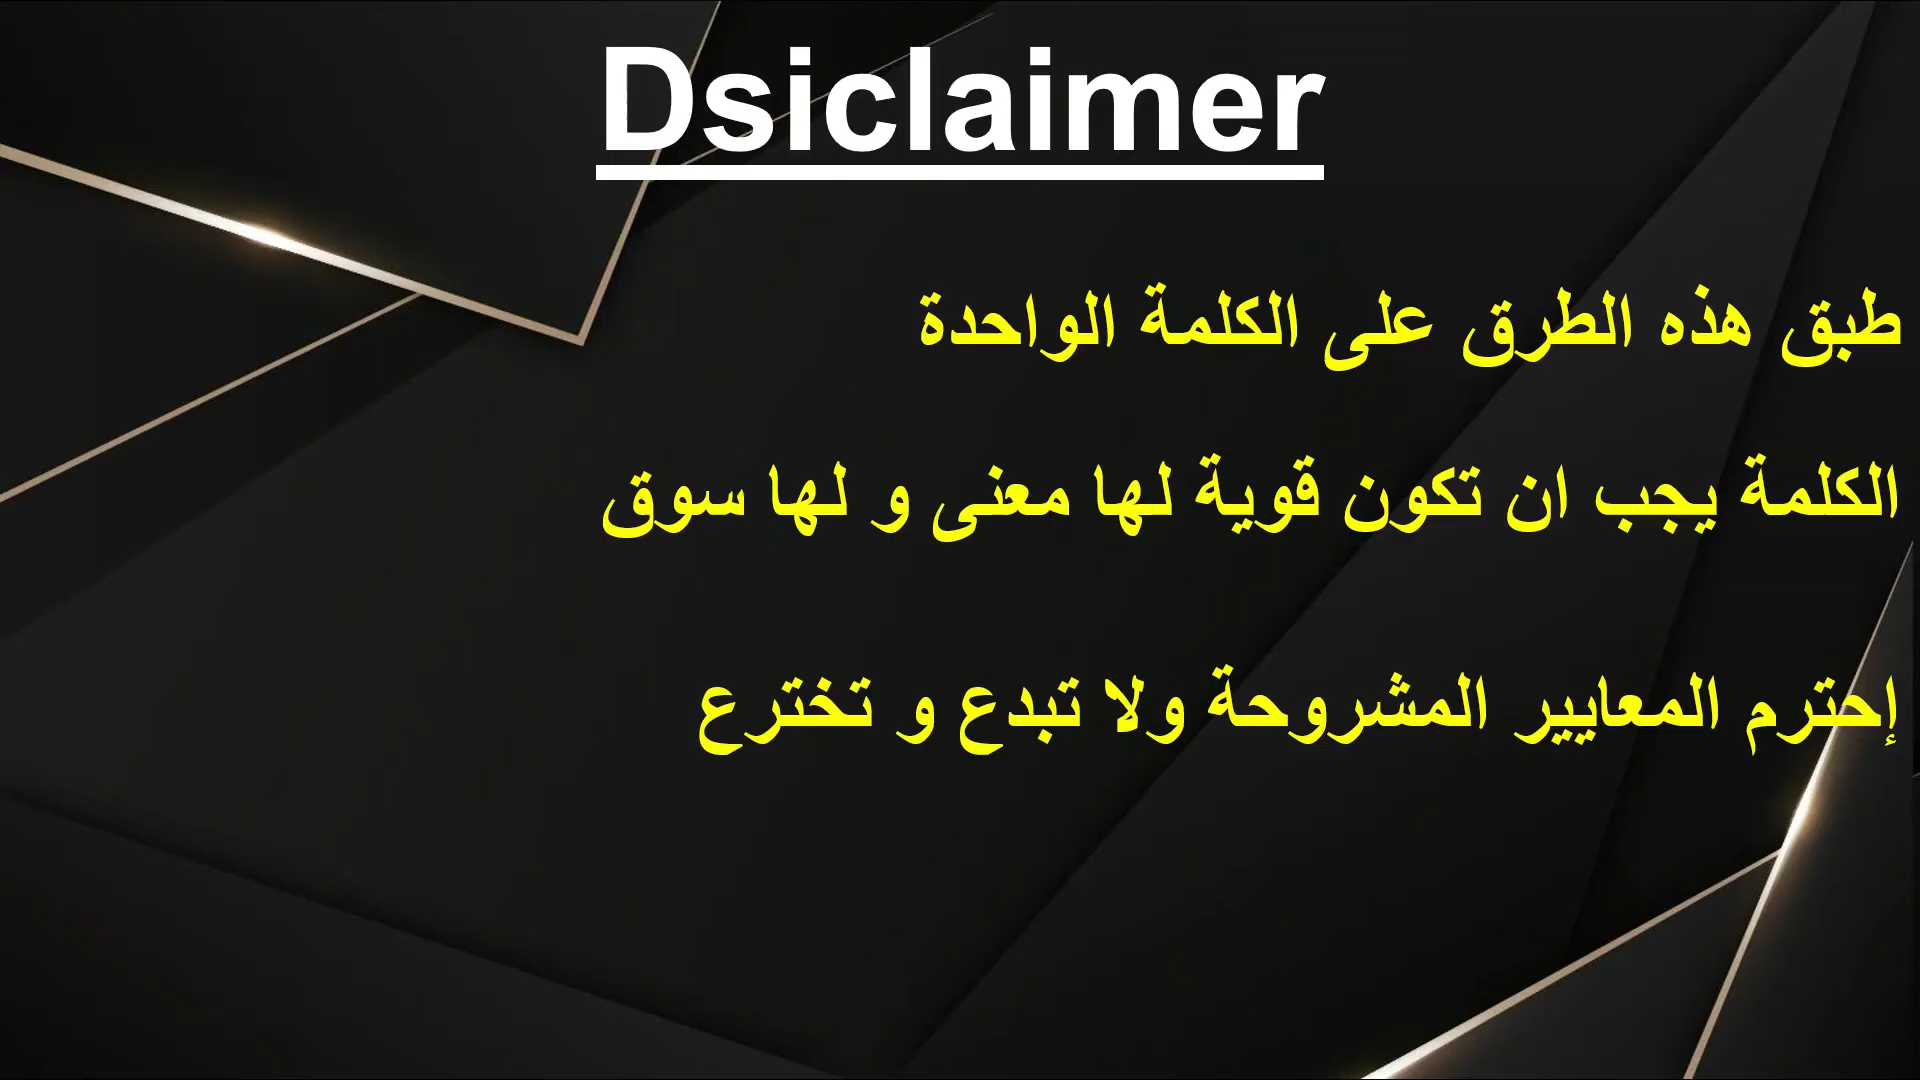 Dsiclaimer
طبق هذه الطرق على الكلمة الواحدة
الكلمة يجب ان تكون قوية لها معنى و لها سوق
إحترم المعايير المشروحة ولا تبدع و تخترع